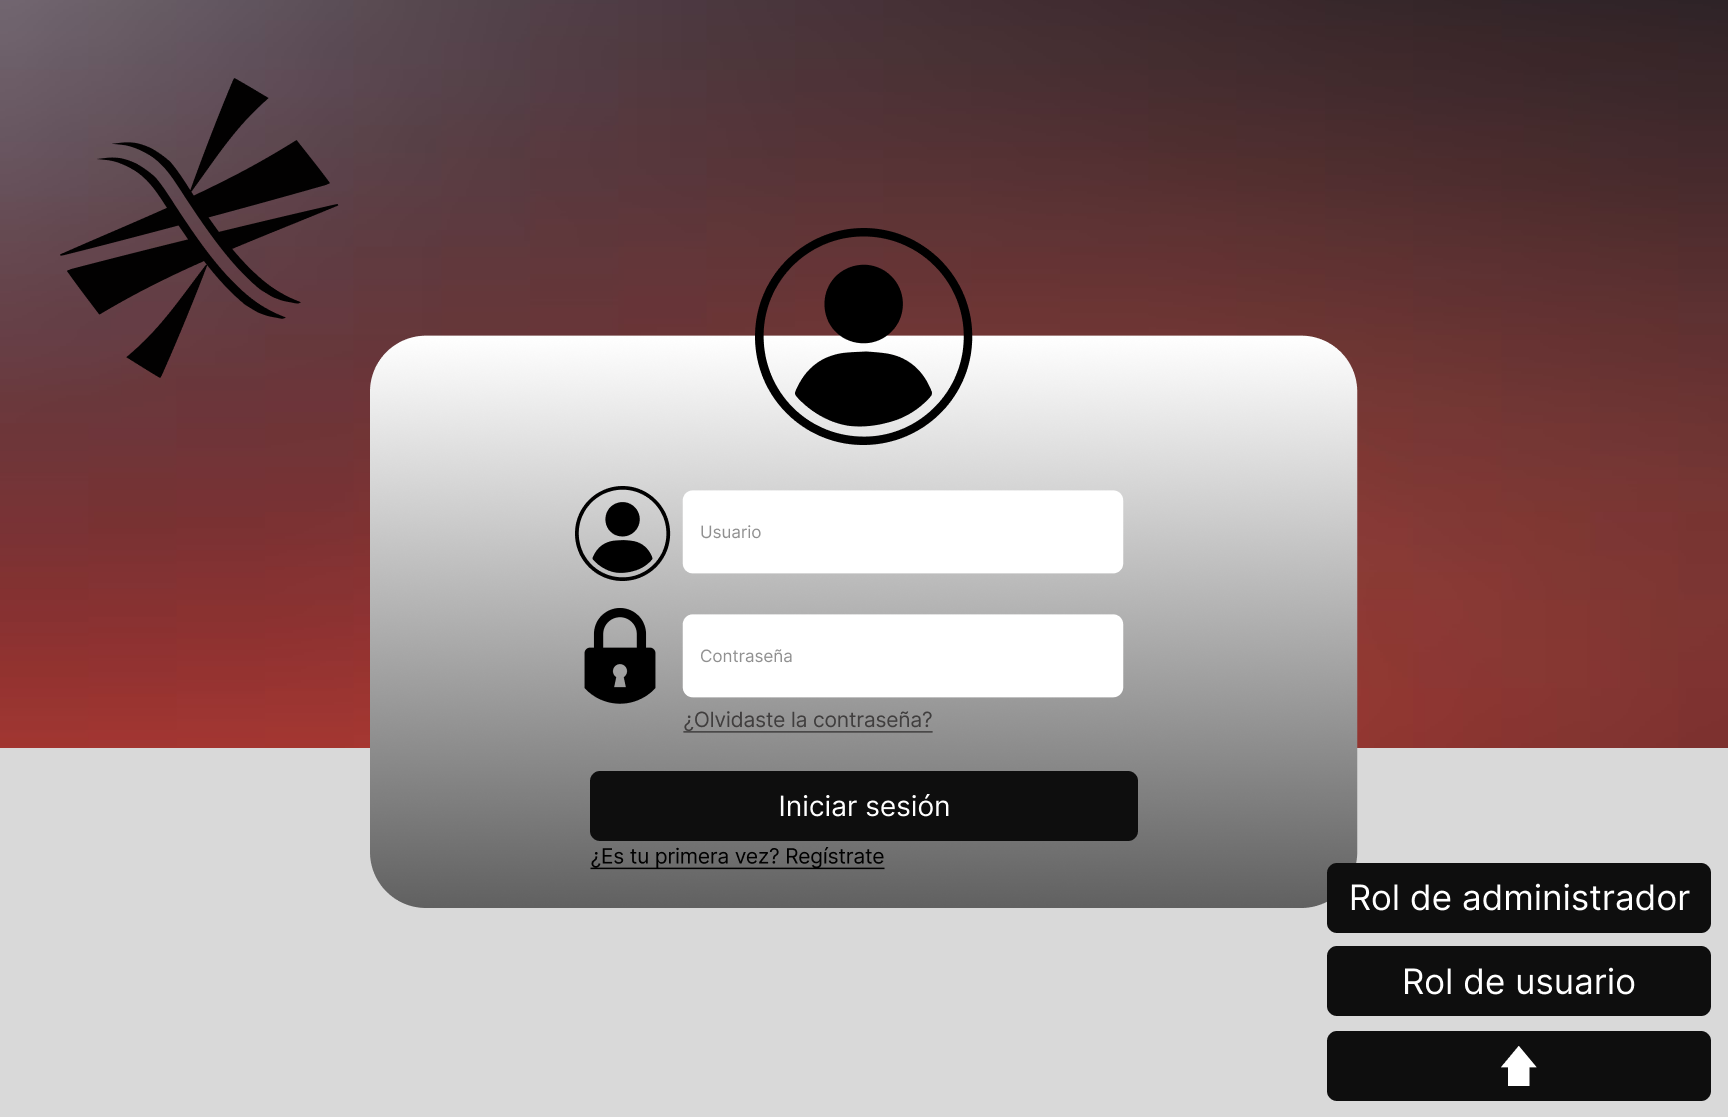 Usuario
Contraseña
¿Olvidaste la contraseña?
Iniciar sesión
¿Es tu primera vez? Regístrate
Rol de administrador
Rol de usuario